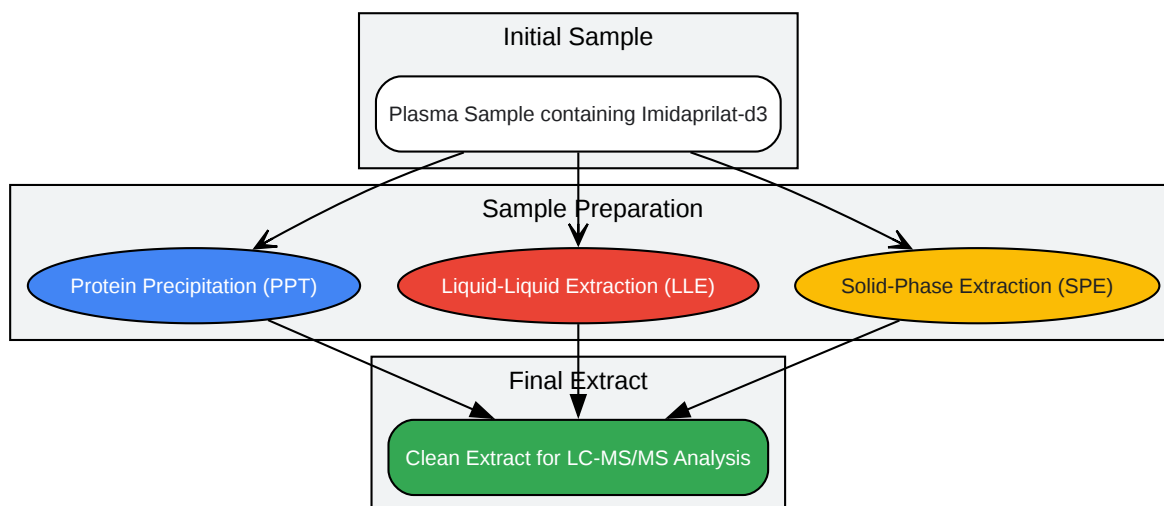 Initial Sample
Plasma Sample containing Imidaprilat-d3
Sample Preparation
Protein Precipitation (PPT)
Liquid-Liquid Extraction (LLE)
Solid-Phase Extraction (SPE)
Final Extract
Clean Extract for LC-MS/MS Analysis